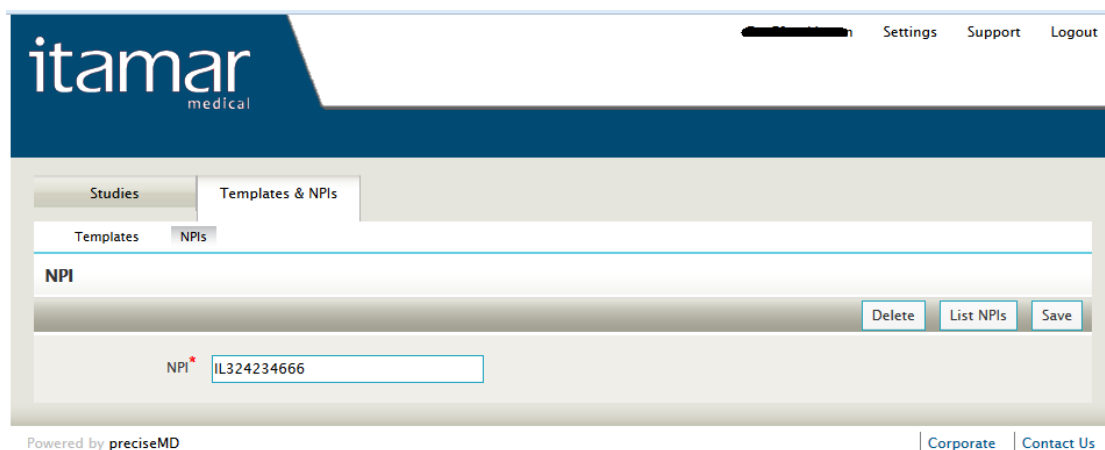 itamar
medical
Settings Support Logout
Studies Templates & NPIs
Templates NPIs
NPI
Delete List NPIs Save
NPI* IL324234666
Powered by preciseMD Corporate Contact Us